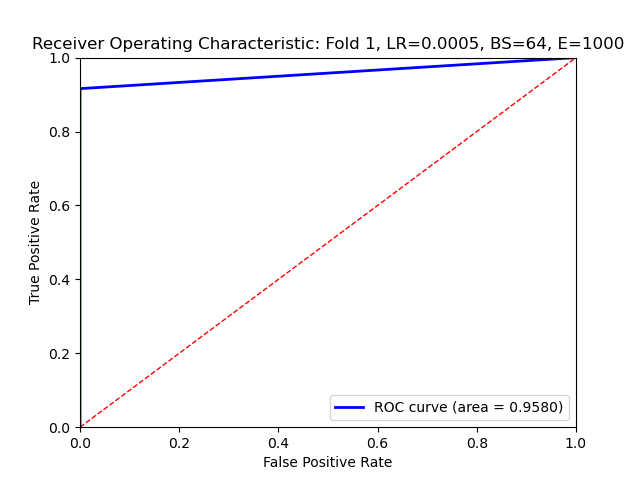 Receiver Operating Characteristic: Fold 1, LR=0.0005, BS=64, E=1000
1.0
0.8
0.6
0.4
0.2
0.0
True Positive Rate
ROC curve (area = 0.9580)
0.0 0.2 0.4 0.6 0.8 1.0
False Positive Rate